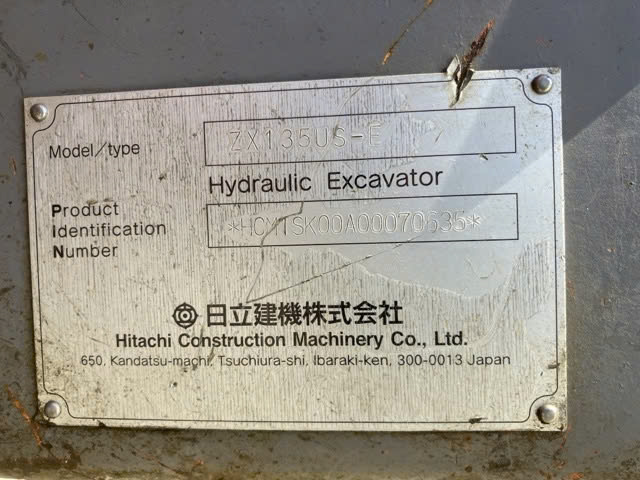 Model/type ZX135US-E
Hydraulic Excavator
Product
Identification
Number
*HCM1SK00A00070635*
日立建機株式会社
Hitachi Construction Machinery Co., Ltd.
650, Kandatsu-machi, Tsuchiura-shi, Ibaraki-ken, 300-0013 Japan